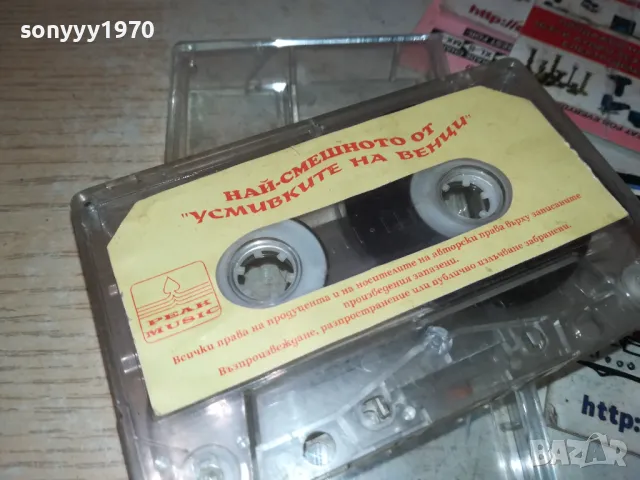 sonyyy1970
НАЙ-СМЕШНОТО ОТ
"УСМИВКИТЕ НА ВЕНЦИ"
PEAK
MUSIC
Всички права на продуцента и на носителите на авторски права върху записаните
произведения запазени.
Възпроизвеждане, разпространение или публично излъчване забранени.
http:
http:
BAZAR